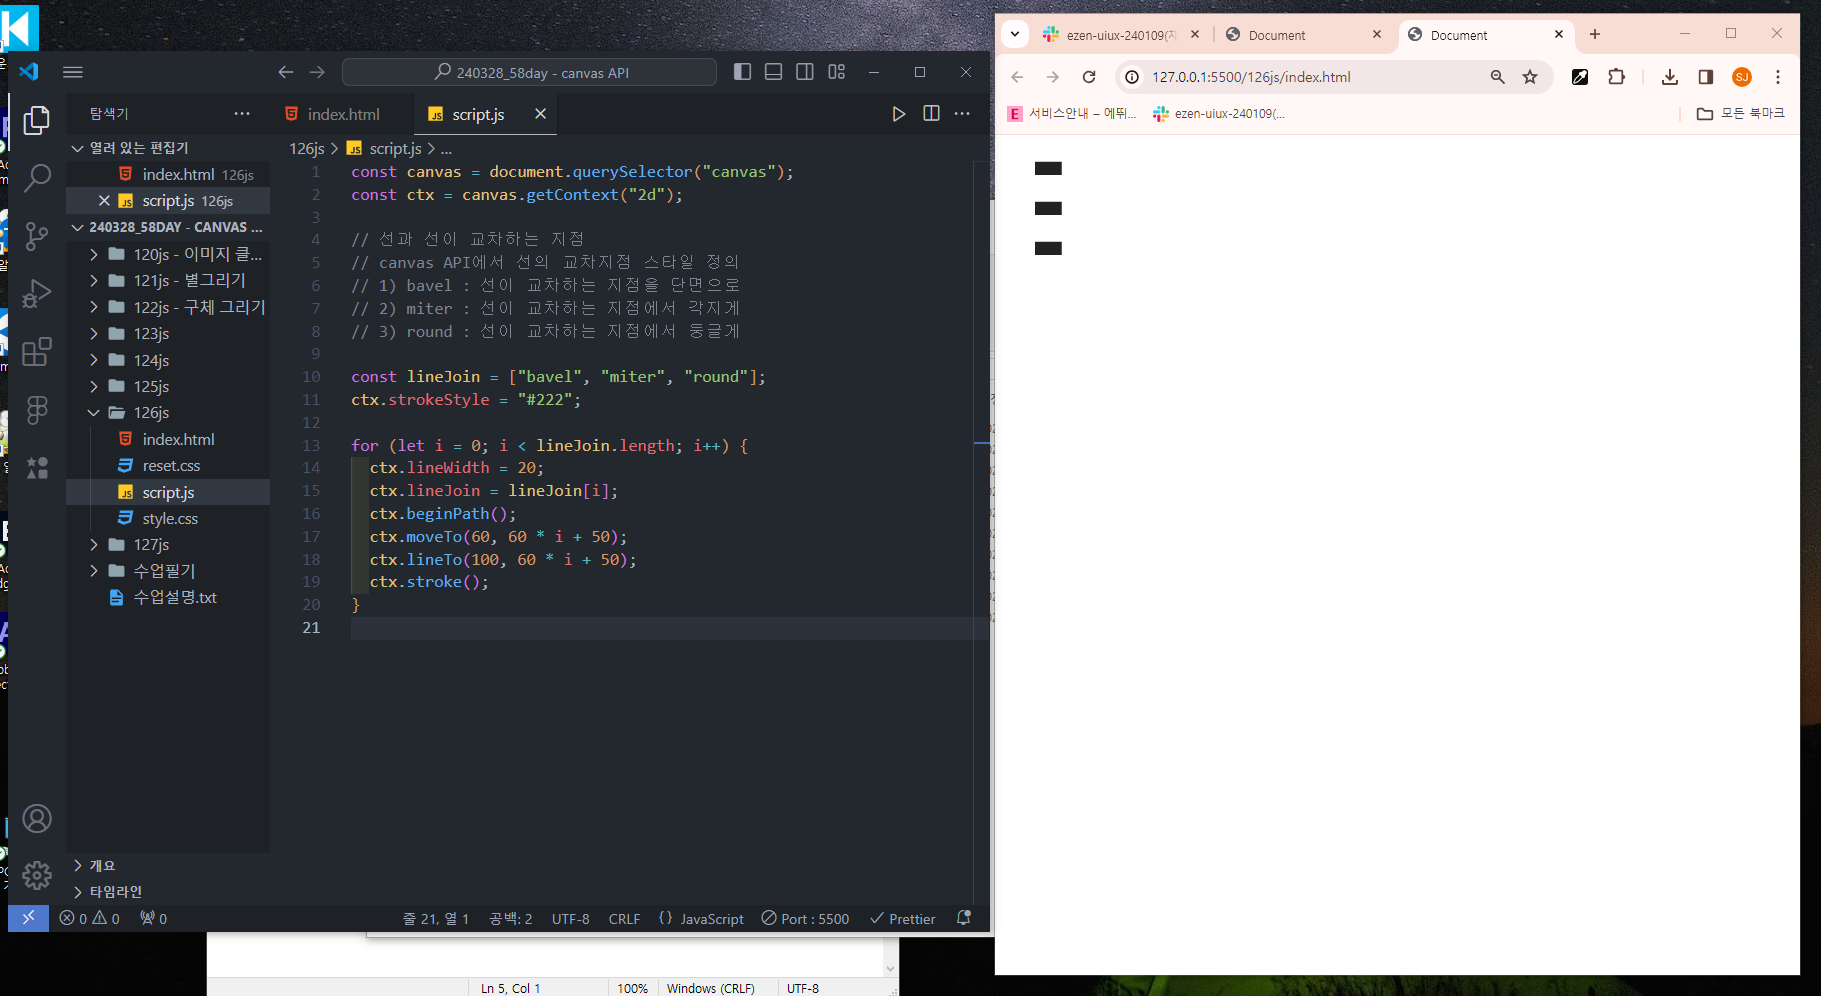 240328_58day - canvas API
탐색기
index.html
script.js
열려 있는 편집기
index.html 126js
script.js 126js
240328_58DAY - CANVAS ...
120js - 이미지 클...
121js - 별그리기
122js - 구체 그리기
123js
124js
125js
126js
index.html
reset.css
script.js
style.css
127js
수업필기
수업설명.txt
개요
타임라인
126js > script.js > ...
1 const canvas = document.querySelector("canvas");
2 const ctx = canvas.getContext("2d");
3
4 // 선과 선이 교차하는 지점
5 // canvas API에서 선의 교차지점 스타일 정의
6 // 1) bavel : 선이 교차하는 지점을 단면으로
7 // 2) miter : 선이 교차하는 지점에서 각지게
8 // 3) round : 선이 교차하는 지점에서 둥글게
9
10 const lineJoin = ["bavel", "miter", "round"];
11 ctx.strokeStyle = "#222";
12
13 for (let i = 0; i < lineJoin.length; i++) {
14 ctx.lineWidth = 20;
15 ctx.lineJoin = lineJoin[i];
16 ctx.beginPath();
17 ctx.moveTo(60, 60 * i + 50);
18 ctx.lineTo(100, 60 * i + 50);
19 ctx.stroke();
20 }
21
0 0 0
줄 21, 열 1 공백: 2 UTF-8 CRLF {} JavaScript Port : 5500 Prettier
Ln 5, Col 1 100% Windows (CRLF) UTF-8
ezen-uiux-240109(자
Document
Document
127.0.0.1:5500/126js/index.html
SJ
E 서비스안내 – 에뛰...
ezen-uiux-240109(...
모든 북마크